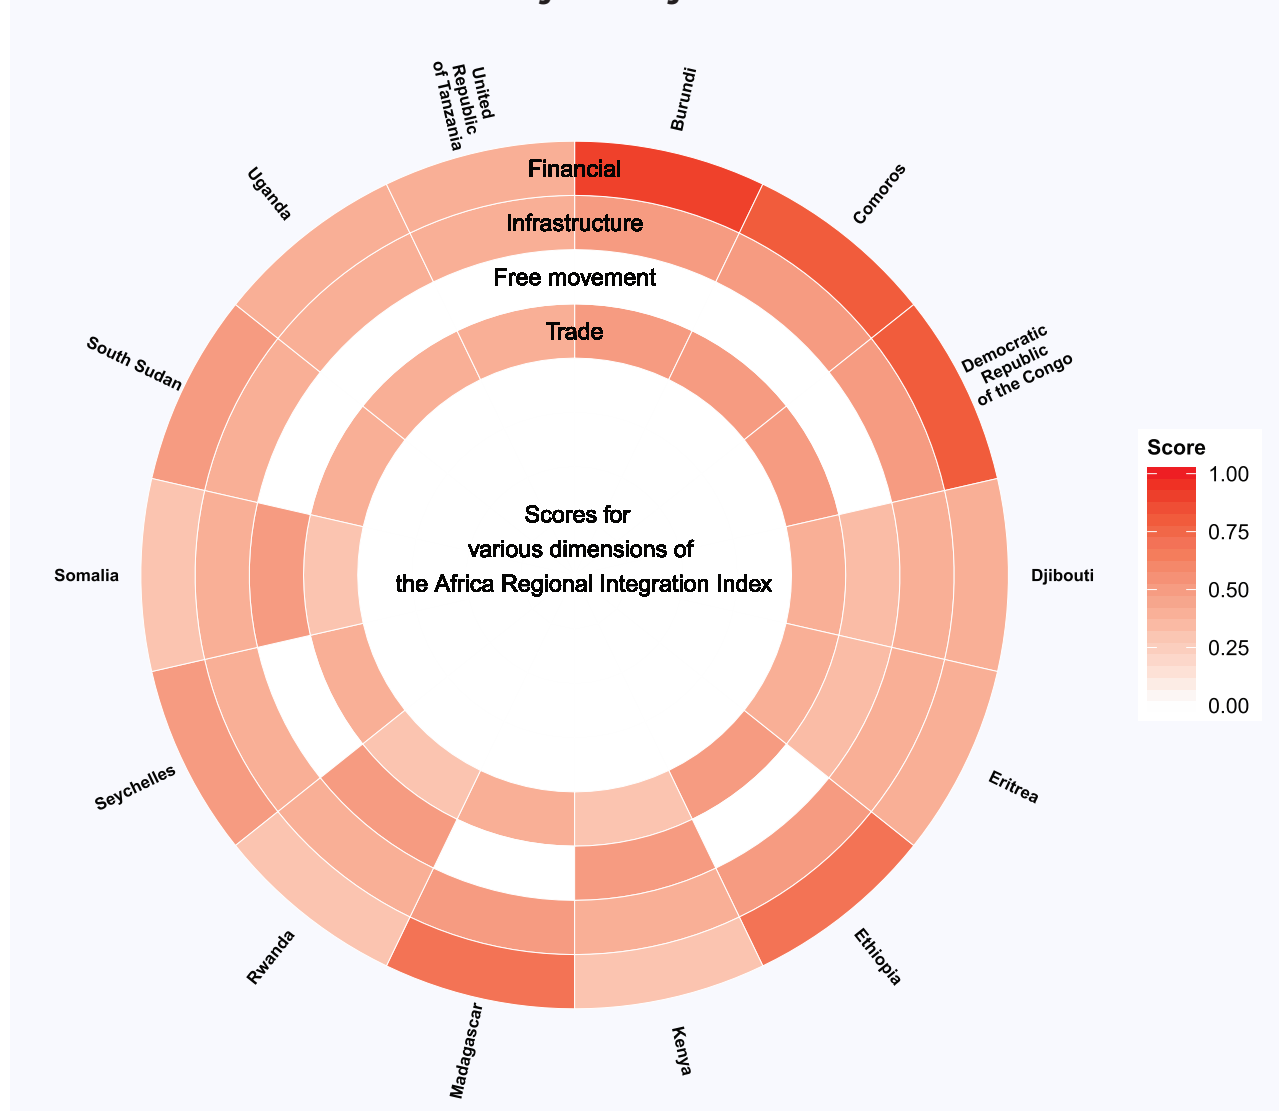 United
Republic
of Tanzania
Burundi
Uganda
Comoros
Financial
Infrastructure
Free movement
Trade
South Sudan
Democratic
Republic
of the Congo
Scores for
various dimensions of
the Africa Regional Integration Index
Somalia
Djibouti
Seychelles
Eritrea
Rwanda
Ethiopia
Madagascar
Kenya
Score
1.00
0.75
0.50
0.25
0.00